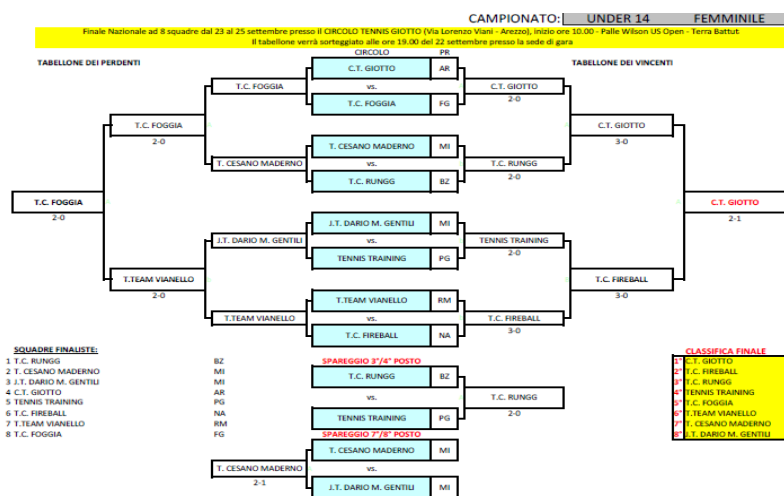 CAMPIONATO: UNDER 14 FEMMINILE
Finale Nazionale ad 8 squadre dal 23 al 25 settembre presso il CIRCOLO TENNIS GIOTTO (Via Lorenzo Viani - Arezzo), inizio ore 10.00 - Palle Wilson US Open - Terra Battut
Il tabellone verrà sorteggiato alle ore 19.00 del 22 settembre presso la sede di gara
CIRCOLO PR
TABELLONE DEI PERDENTI
TABELLONE DEI VINCENTI
C.T. GIOTTO AR
T.C. FOGGIA vs. C.T. GIOTTO
2-0
T.C. FOGGIA FG
T.C. FOGGIA
2-0
C.T. GIOTTO
3-0
T. CESANO MADERNO MI
T. CESANO MADERNO vs. T.C. RUNGG
2-0
T.C. RUNGG BZ
T.C. FOGGIA
2-0
C.T. GIOTTO
2-1
J.T. DARIO M. GENTILI MI
J.T. DARIO M. GENTILI vs. TENNIS TRAINING
2-0
TENNIS TRAINING PG
T.TEAM VIANELLO
2-0
T.C. FIREBALL
3-0
T.TEAM VIANELLO RM
T.TEAM VIANELLO vs. T.C. FIREBALL
3-0
T.C. FIREBALL NA
SQUADRE FINALISTE:
1 T.C. RUNGG BZ
2 T. CESANO MADERNO MI
3 J.T. DARIO M. GENTILI MI
4 C.T. GIOTTO AR
5 TENNIS TRAINING PG
6 T.C. FIREBALL NA
7 T.TEAM VIANELLO RM
8 T.C. FOGGIA FG
SPAREGGIO 3°/4° POSTO
T.C. RUNGG BZ
vs. T.C. RUNGG
2-0
TENNIS TRAINING PG
SPAREGGIO 7°/8° POSTO
T. CESANO MADERNO MI
T. CESANO MADERNO vs.
2-1
J.T. DARIO M. GENTILI MI
CLASSIFICA FINALE
1° C.T. GIOTTO
2° T.C. FIREBALL
3° T.C. RUNGG
4° TENNIS TRAINING
5° T.C. FOGGIA
6° T.TEAM VIANELLO
7° T. CESANO MADERNO
8° J.T. DARIO M. GENTILI